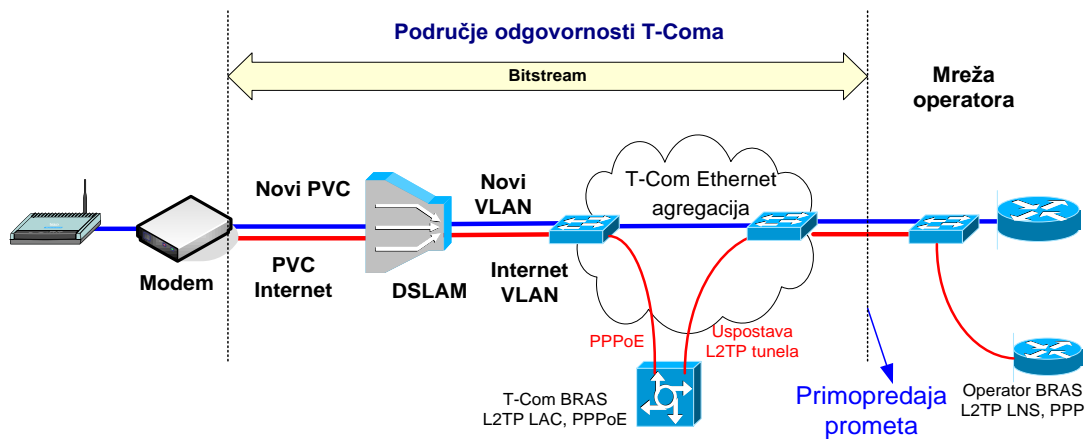 Područje odgovornosti T-Coma
Bitstream
Mreža
operatora
Novi PVC
Novi
VLAN
T-Com Ethernet
agregacija
Modem
PVC
Internet
DSLAM
Internet
VLAN
PPPoE
Uspostava
L2TP tunela
T-Com BRAS
L2TP LAC, PPPoE
Primopredaja
prometa
Operator BRAS
L2TP LNS, PPP